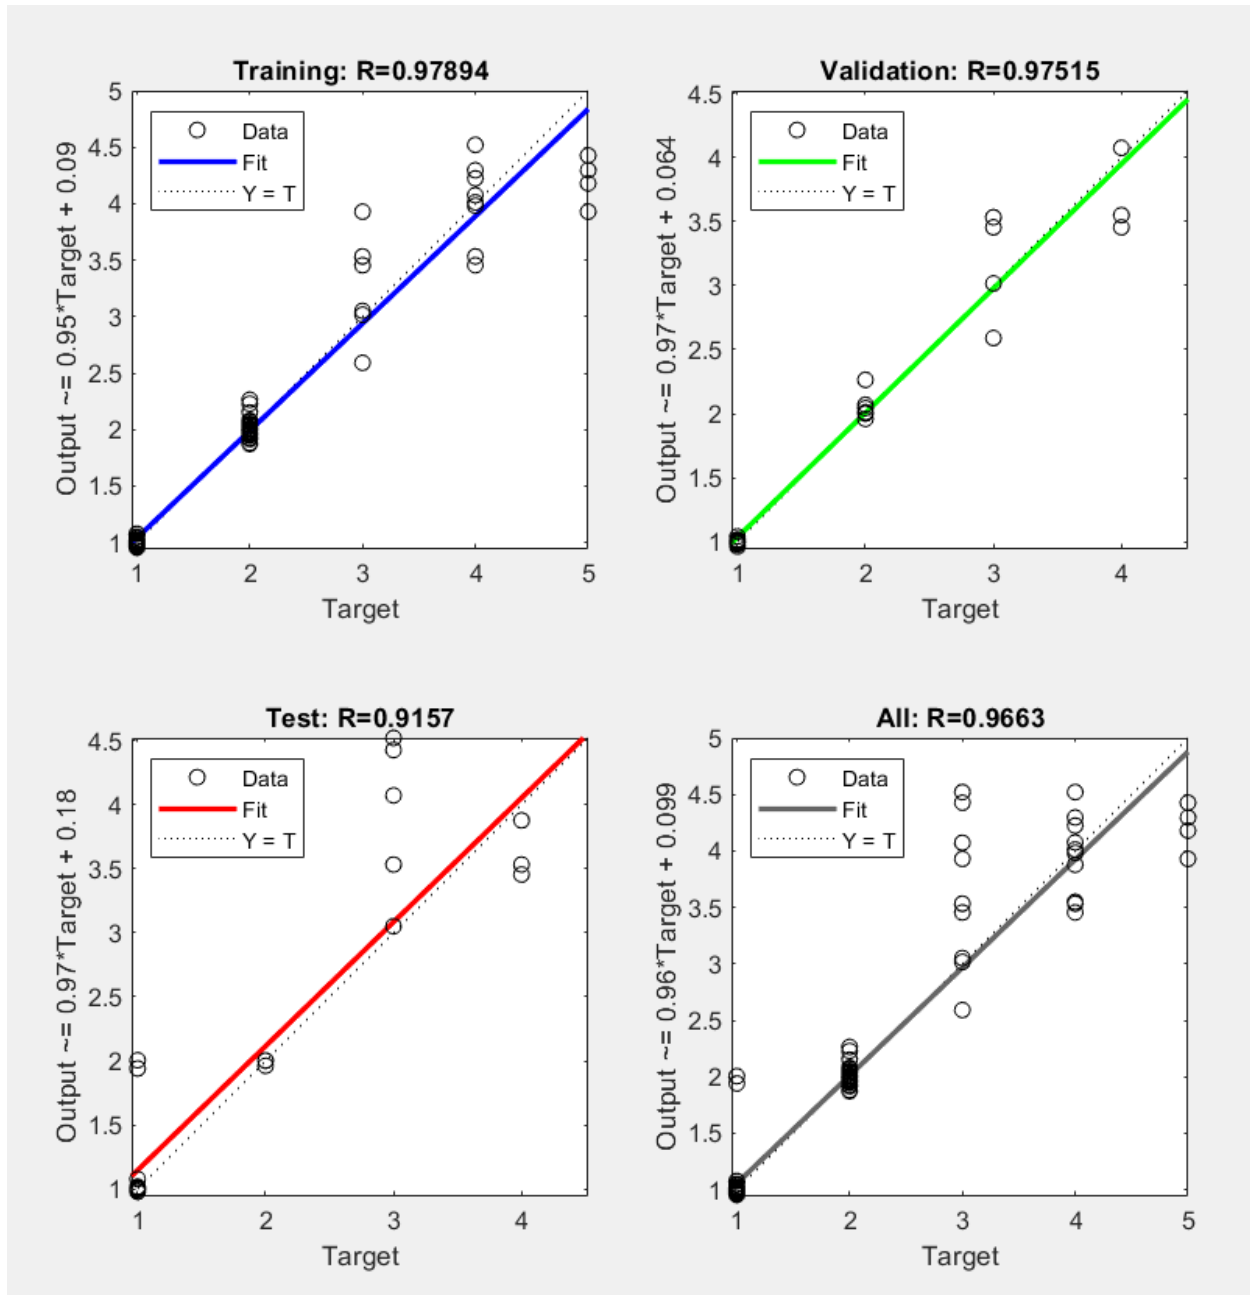 Training: R=0.97894
Output ~= 0.95*Target + 0.09
5
4.5
4
3.5
3
2.5
2
1.5
1
Data
Fit
Y = T
1 2 3 4 5
Target
Validation: R=0.97515
Output ~= 0.97*Target + 0.064
4.5
4
3.5
3
2.5
2
1.5
1
Data
Fit
Y = T
1 2 3 4
Target
Test: R=0.9157
Output ~= 0.97*Target + 0.18
4.5
4
3.5
3
2.5
2
1.5
1
Data
Fit
Y = T
1 2 3 4
Target
All: R=0.9663
Output ~= 0.96*Target + 0.099
5
4.5
4
3.5
3
2.5
2
1.5
1
Data
Fit
Y = T
1 2 3 4 5
Target